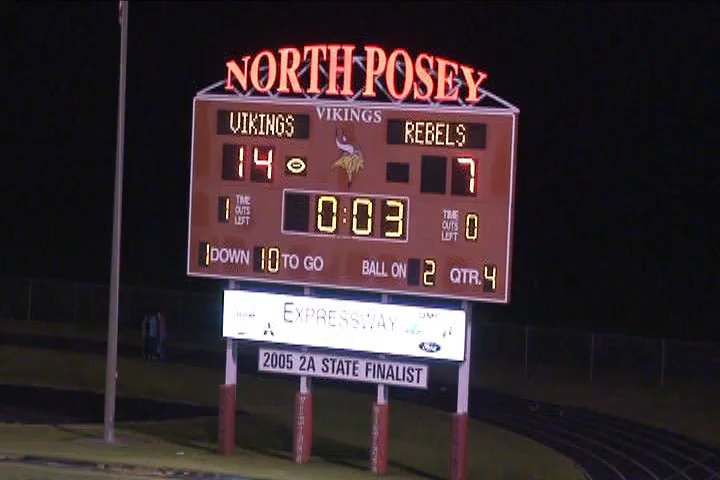 NORTH POSEY
VIKINGS
VIKINGS REBELS
14 7
1 TIME OUTS LEFT 0:03 TIME OUTS LEFT 0
1 DOWN 10 TO GO BALL ON 2 QTR. 4
EXPRESSWAY
GMC
Ford
2005 2A STATE FINALIST